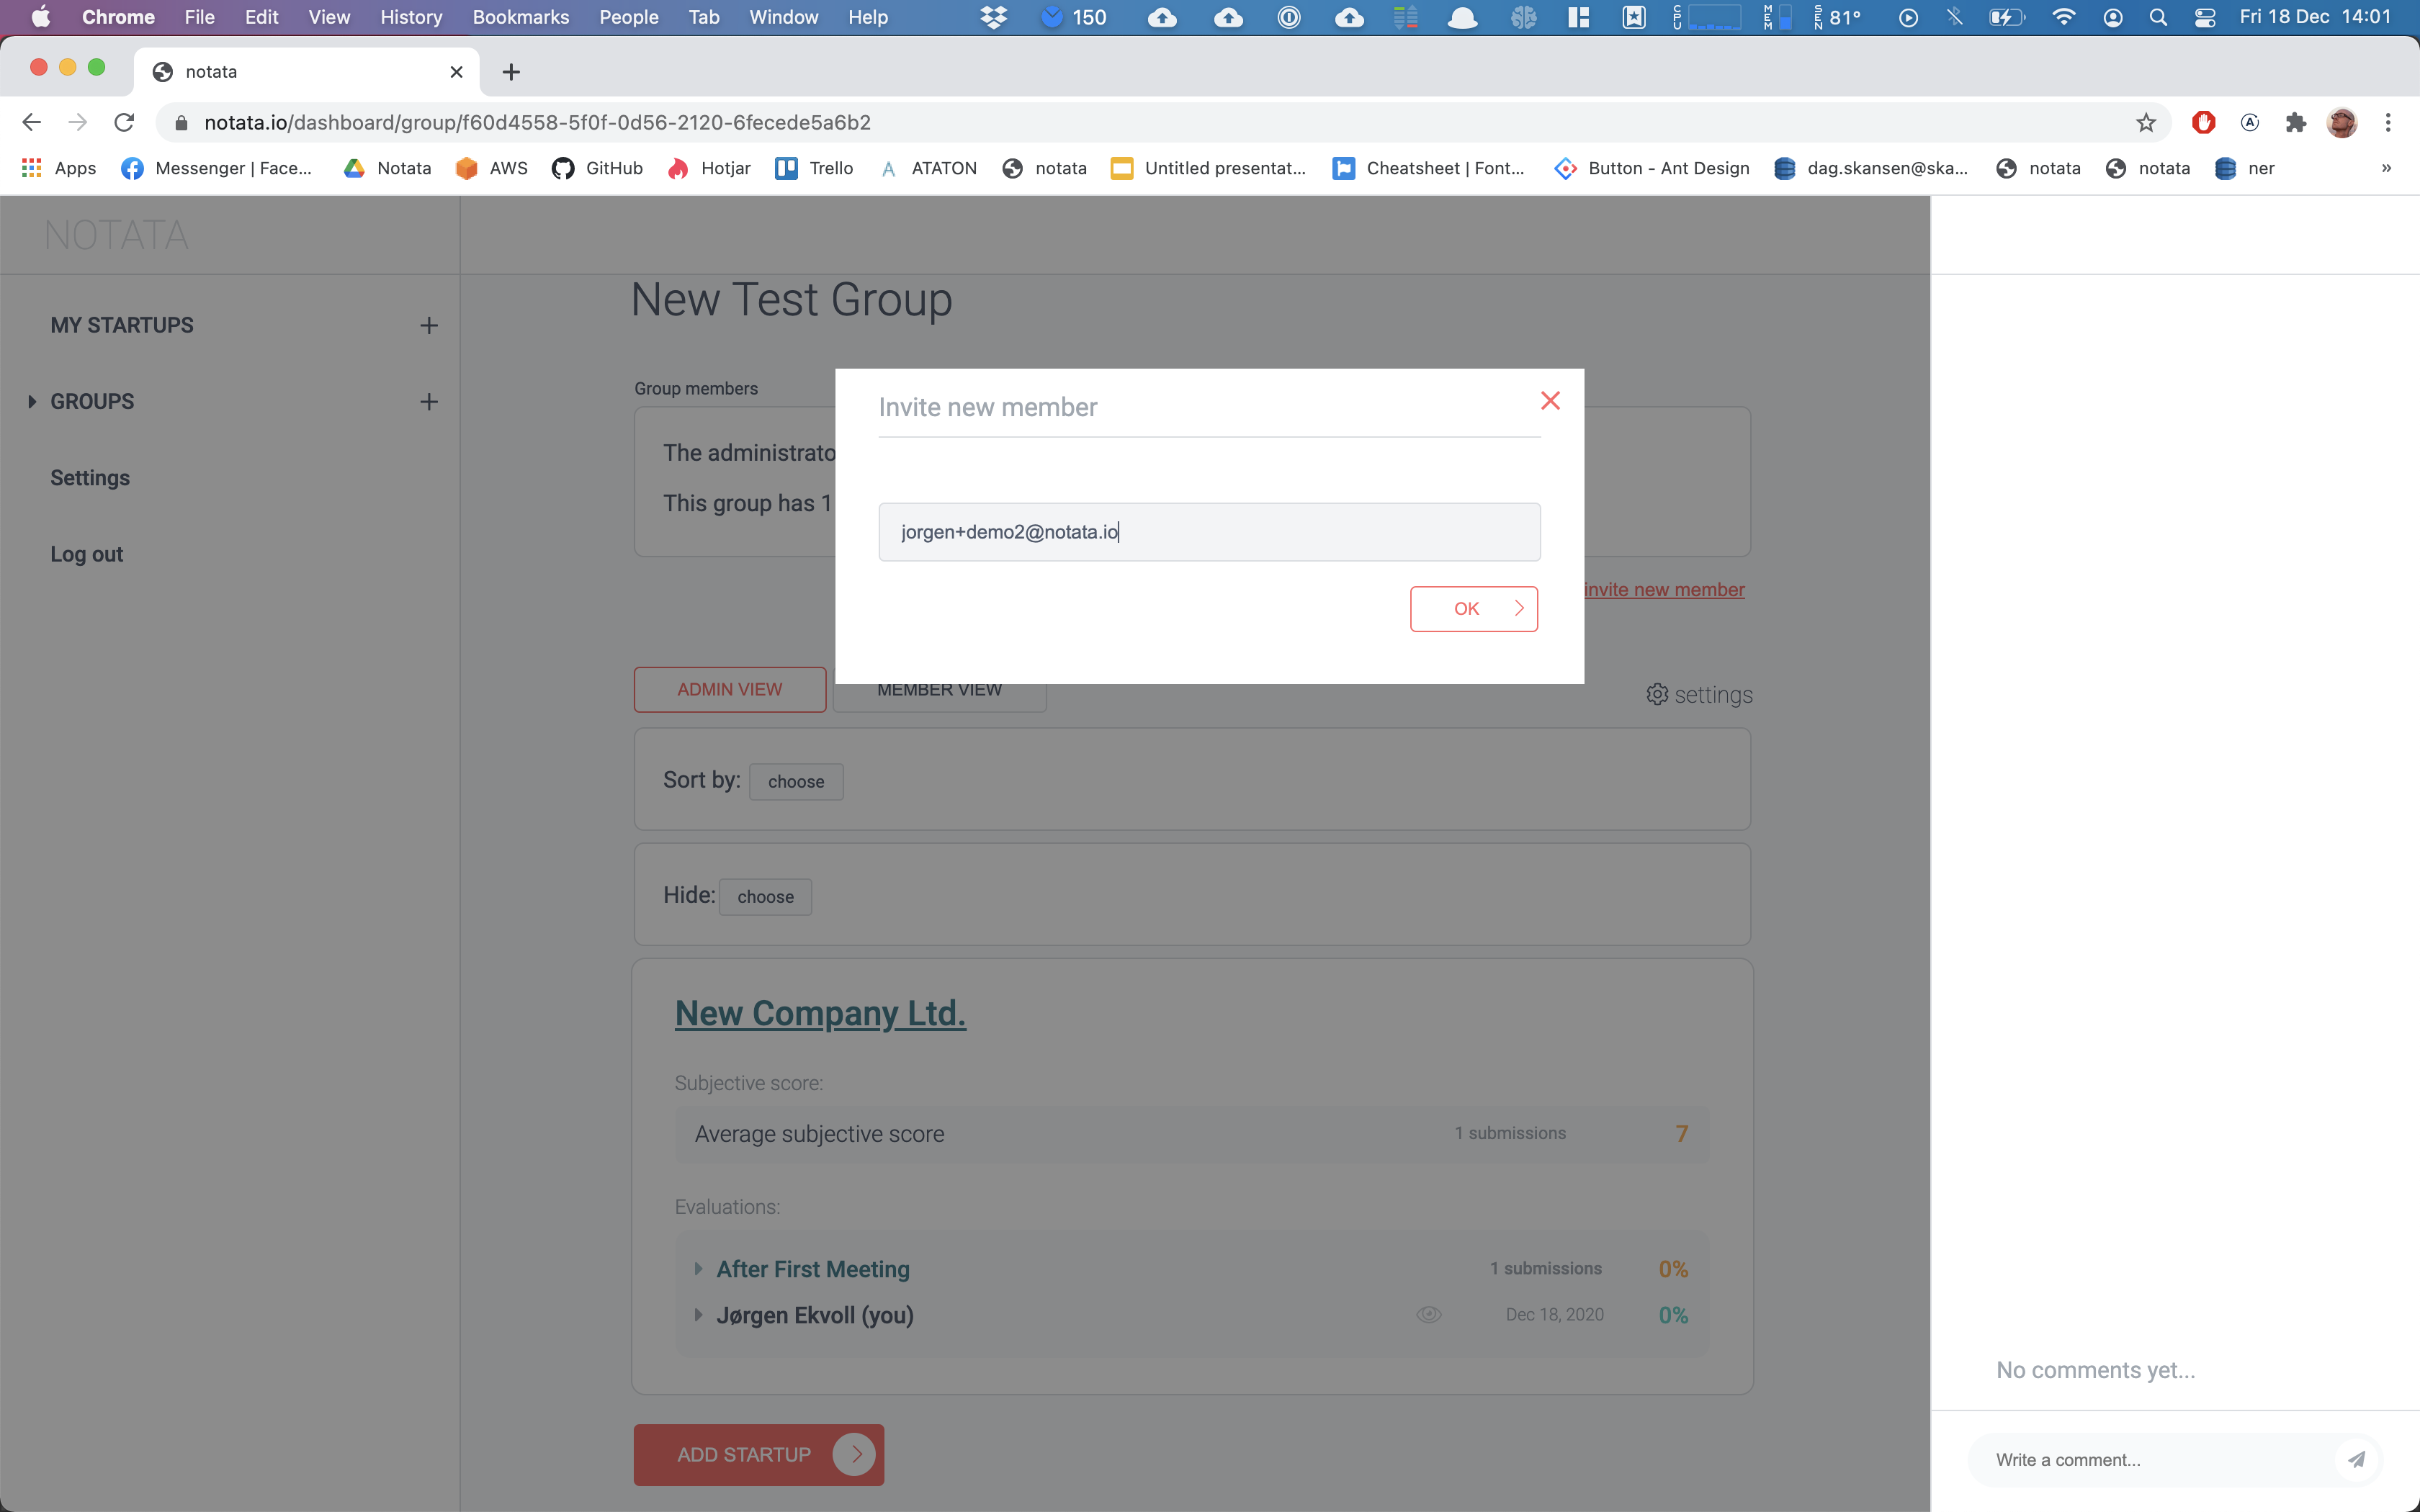 Chrome File Edit View History Bookmarks People Tab Window Help 150 CPU MEM SEN 81° Fri 18 Dec 14:01
notata
notata.io/dashboard/group/f60d4558-5f0f-0d56-2120-6fecede5a6b2
Apps Messenger | Face... Notata AWS GitHub Hotjar Trello ATATON notata Untitled presentat... Cheatsheet | Font... Button - Ant Design dag.skansen@ska... notata notata ner »
NOTATA
MY STARTUPS
GROUPS
Settings
Log out
New Test Group
Group members
The administrato
This group has 1
Invite new member
jorgen+demo2@notata.io
OK
invite new member
ADMIN VIEW MEMBER VIEW settings
Sort by: choose
Hide: choose
New Company Ltd.
Subjective score:
Average subjective score 1 submissions 7
Evaluations:
After First Meeting 1 submissions 0%
Jørgen Ekvoll (you) Dec 18, 2020 0%
ADD STARTUP
No comments yet...
Write a comment...